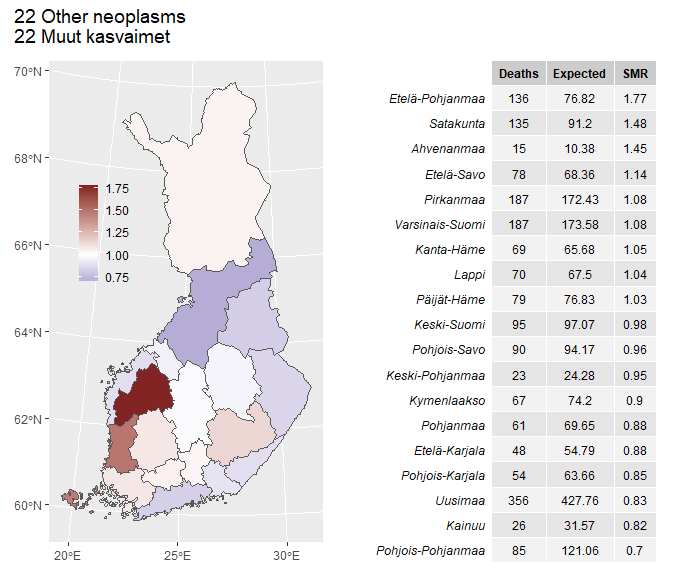 22 Other neoplasms
22 Muut kasvaimet
70°N
68°N
66°N
64°N
62°N
60°N
20°E 25°E 30°E
1.75
1.50
1.25
1.00
0.75
Deaths Expected SMR
Etelä-Pohjanmaa 136 76.82 1.77
Satakunta 135 91.2 1.48
Ahvenanmaa 15 10.38 1.45
Etelä-Savo 78 68.36 1.14
Pirkanmaa 187 172.43 1.08
Varsinais-Suomi 187 173.58 1.08
Kanta-Häme 69 65.68 1.05
Lappi 70 67.5 1.04
Päijät-Häme 79 76.83 1.03
Keski-Suomi 95 97.07 0.98
Pohjois-Savo 90 94.17 0.96
Keski-Pohjanmaa 23 24.28 0.95
Kymenlaakso 67 74.2 0.9
Pohjanmaa 61 69.65 0.88
Etelä-Karjala 48 54.79 0.88
Pohjois-Karjala 54 63.66 0.85
Uusimaa 356 427.76 0.83
Kainuu 26 31.57 0.82
Pohjois-Pohjanmaa 85 121.06 0.7